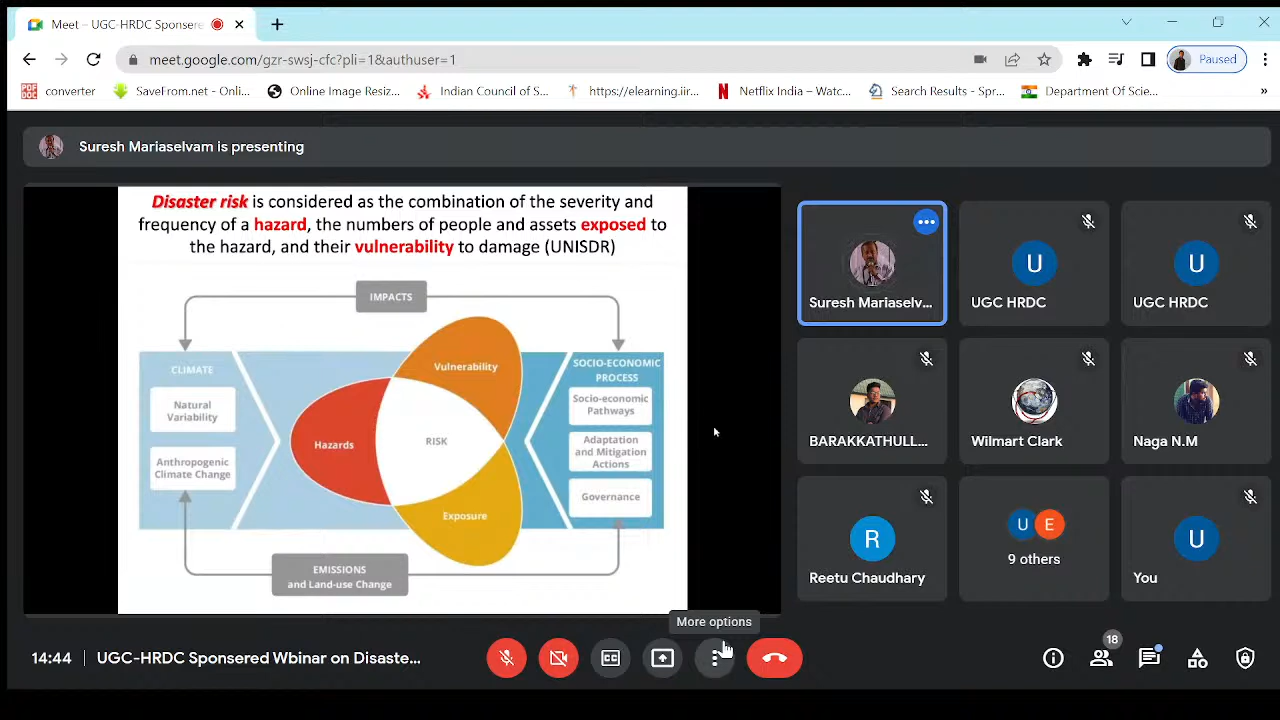 Meet – UGC-HRDC Sponsere
meet.google.com/gzr-swsj-cfc?pli=1&authuser=1
Paused
PDF DOC
converter
SaveFrom.net - Onli...
Online Image Resiz...
Indian Council of S...
https://elearning.iir...
Netflix India – Watc...
Search Results - Spr...
Department Of Scie...
»
Suresh Mariaselvam is presenting
Disaster risk is considered as the combination of the severity and
frequency of a hazard, the numbers of people and assets exposed to
the hazard, and their vulnerability to damage (UNISDR)
IMPACTS
CLIMATE
Natural
Variability
Anthropogenic
Climate Change
Hazards
Vulnerability
RISK
Exposure
SOCIO-ECONOMIC
PROCESS
Socio-economic
Pathways
Adaptation
and Mitigation
Actions
Governance
EMISSIONS
and Land-use Change
Suresh Mariaselv...
U
UGC HRDC
U
UGC HRDC
BARAKKATHULL...
Wilmart Clark
Naga N.M
R
Reetu Chaudhary
U E
9 others
U
You
More options
14:44 | UGC-HRDC Sponsered Wbinar on Disaste...
CC
18